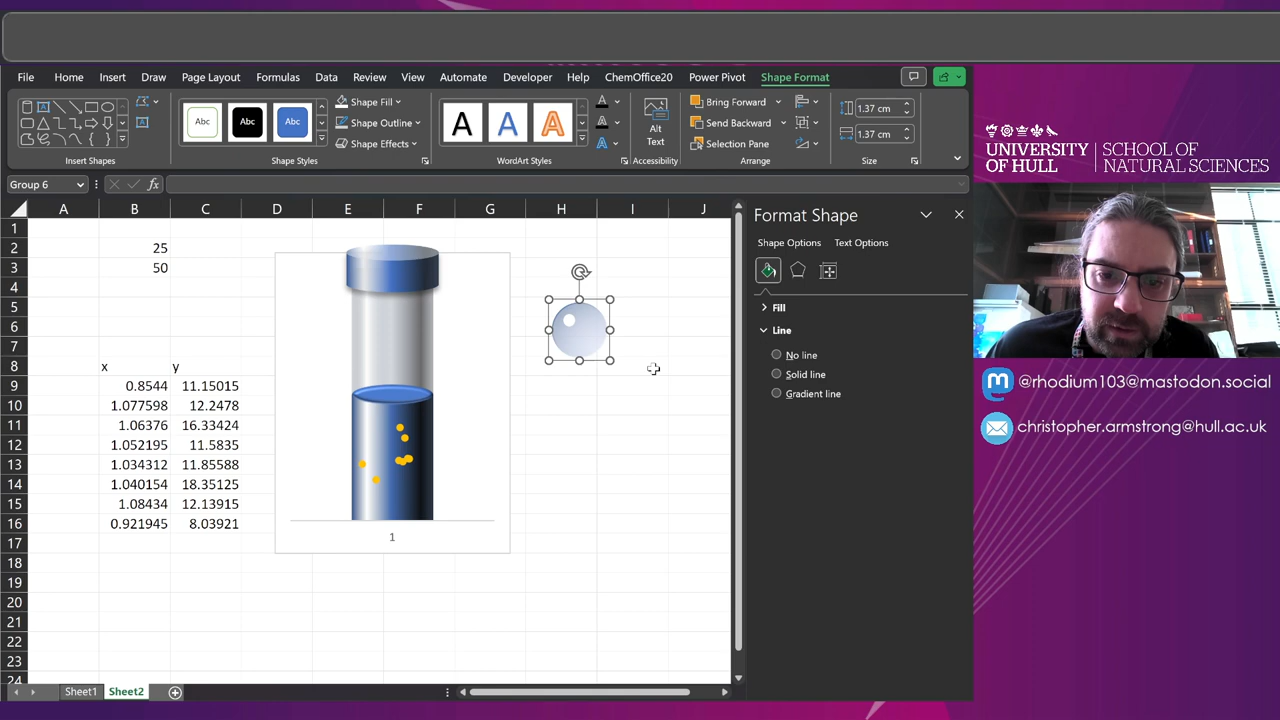 File Home Insert Draw Page Layout Formulas Data Review View Automate Developer Help ChemOffice20 Power Pivot Shape Format
Abc Abc Abc
Shape Fill
Shape Outline
Shape Effects
A A A
A
A
A
Alt
Text
Bring Forward
Send Backward
Selection Pane
1.37 cm
1.37 cm
Insert Shapes Shape Styles WordArt Styles Accessibility Arrange Size
Group 6 fx
A B C D E F G H I J
1
2 25
3 50
4
5
6
7
8 x y
9 0.8544 11.15015
10 1.077598 12.2478
11 1.06376 16.33424
12 1.052195 11.5835
13 1.034312 11.85588
14 1.040154 18.35125
15 1.08434 12.13915
16 0.921945 8.03921
17
18
19
20
21
22
23
24
1
Sheet1 Sheet2
Format Shape
Shape Options Text Options
Fill
Line
No line
Solid line
Gradient line
UNIVERSITY OF HULL
SCHOOL OF NATURAL SCIENCES
@rhodium103@mastodon.social
christopher.armstrong@hull.ac.uk